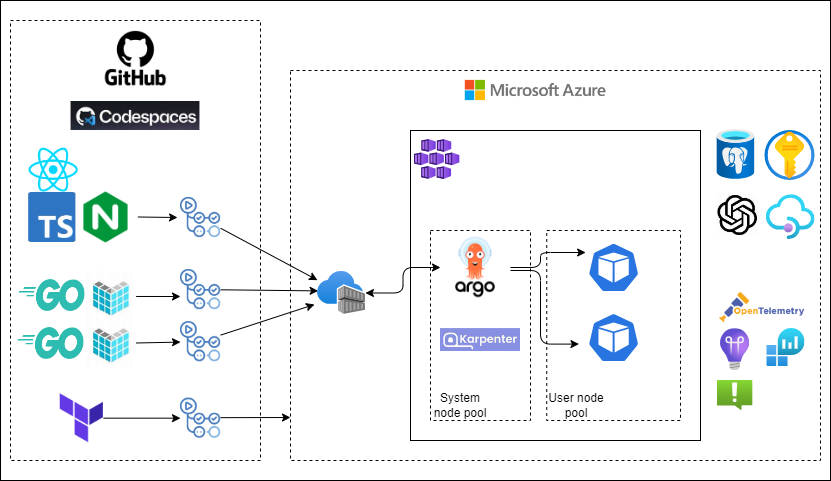 GitHub
Codespaces
Microsoft Azure
TS
N
GO
GO
argo
Karpenter
System
node pool
User node
pool
OpenTelemetry